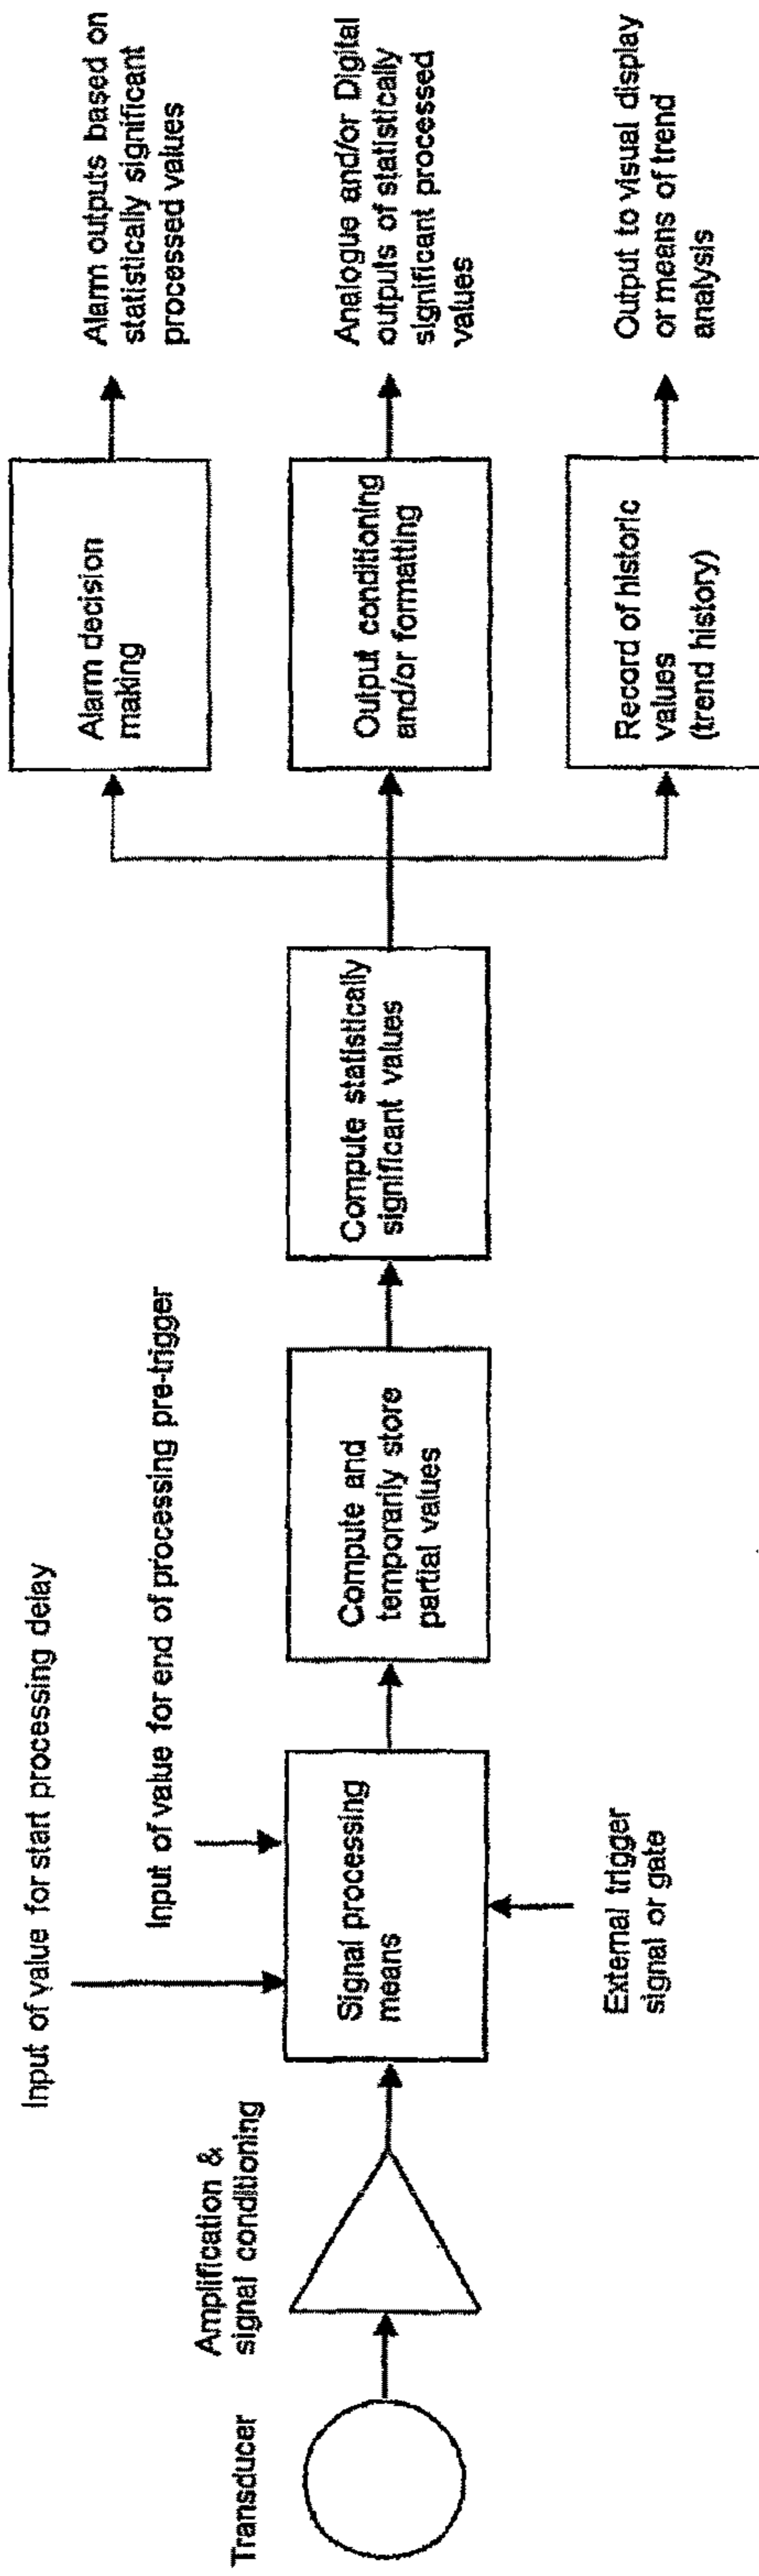 Transducer
Amplification &
signal conditioning
Input of value for start processing delay
Input of value for end of processing pre-trigger
Signal processing
means
External trigger
signal or gate
Compute and
temporarily store
partial values
Compute statistically
significant values
Alarm decision
making
Output conditioning
and/or formatting
Record of historic
values
(trend history)
Alarm outputs based on
statistically significant
processed values
Analogue and/or Digital
outputs of statistically
significant processed
values
Output to visual display
or means of trend
analysis